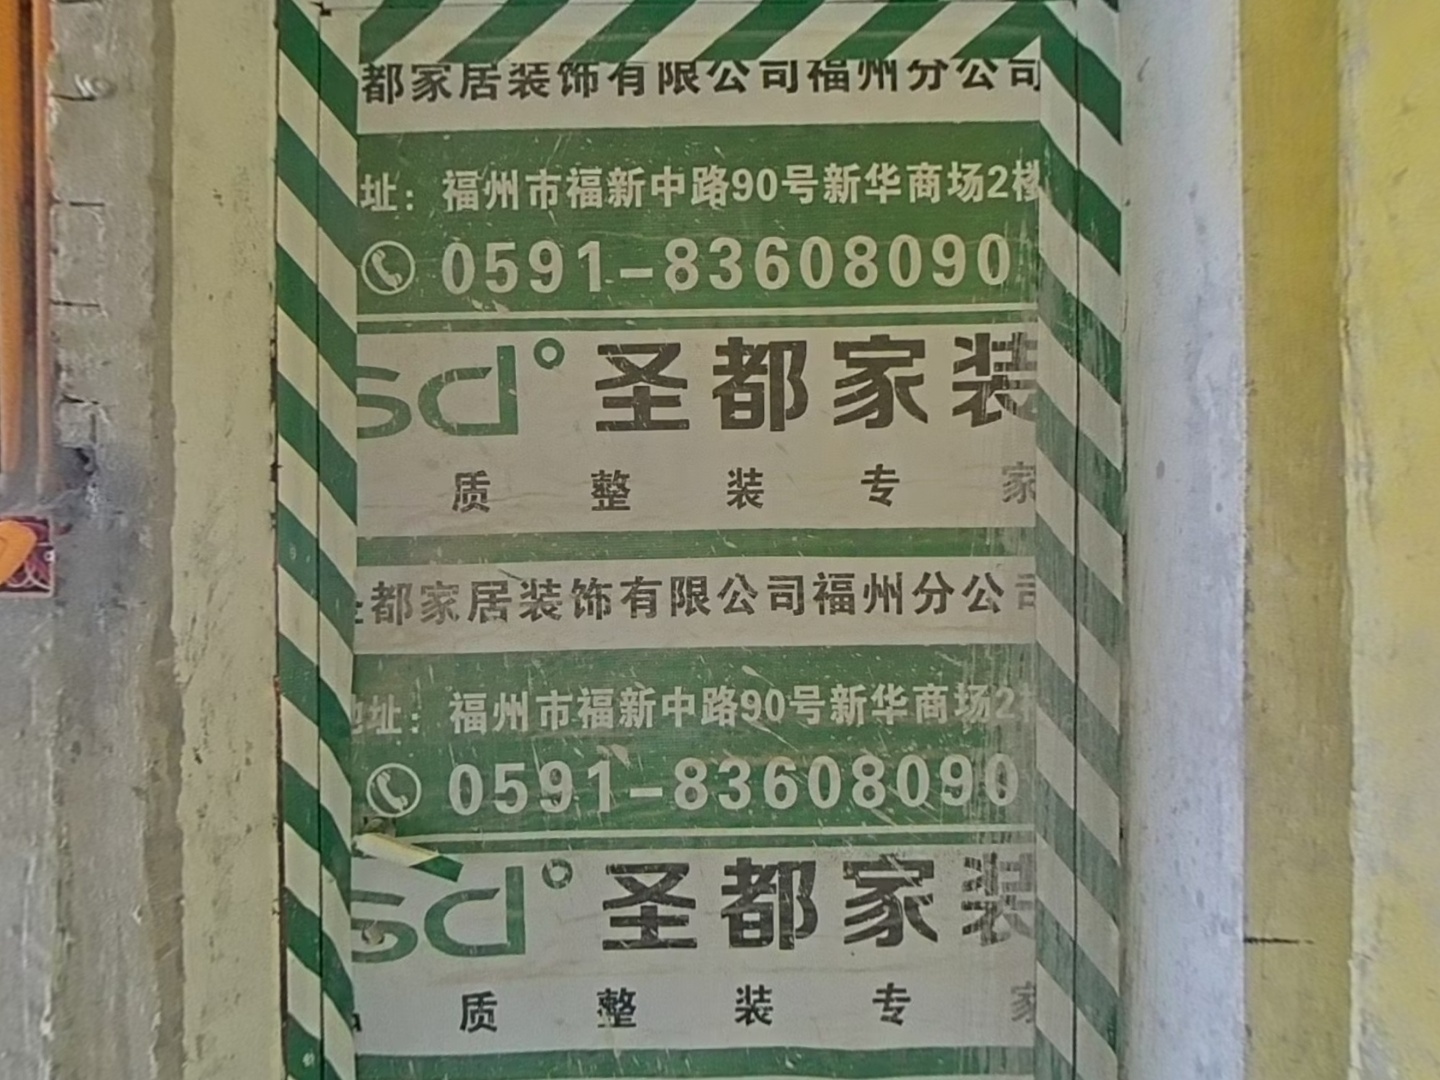 都家居装饰有限公司福州分公司
址：福州市福新中路90号新华商场2楼
0591-83608090
sd° 圣都家装
质整装专家
圣都家居装饰有限公司福州分公司
地址：福州市福新中路90号新华商场2楼
0591-83608090
sd° 圣都家装
质整装专家